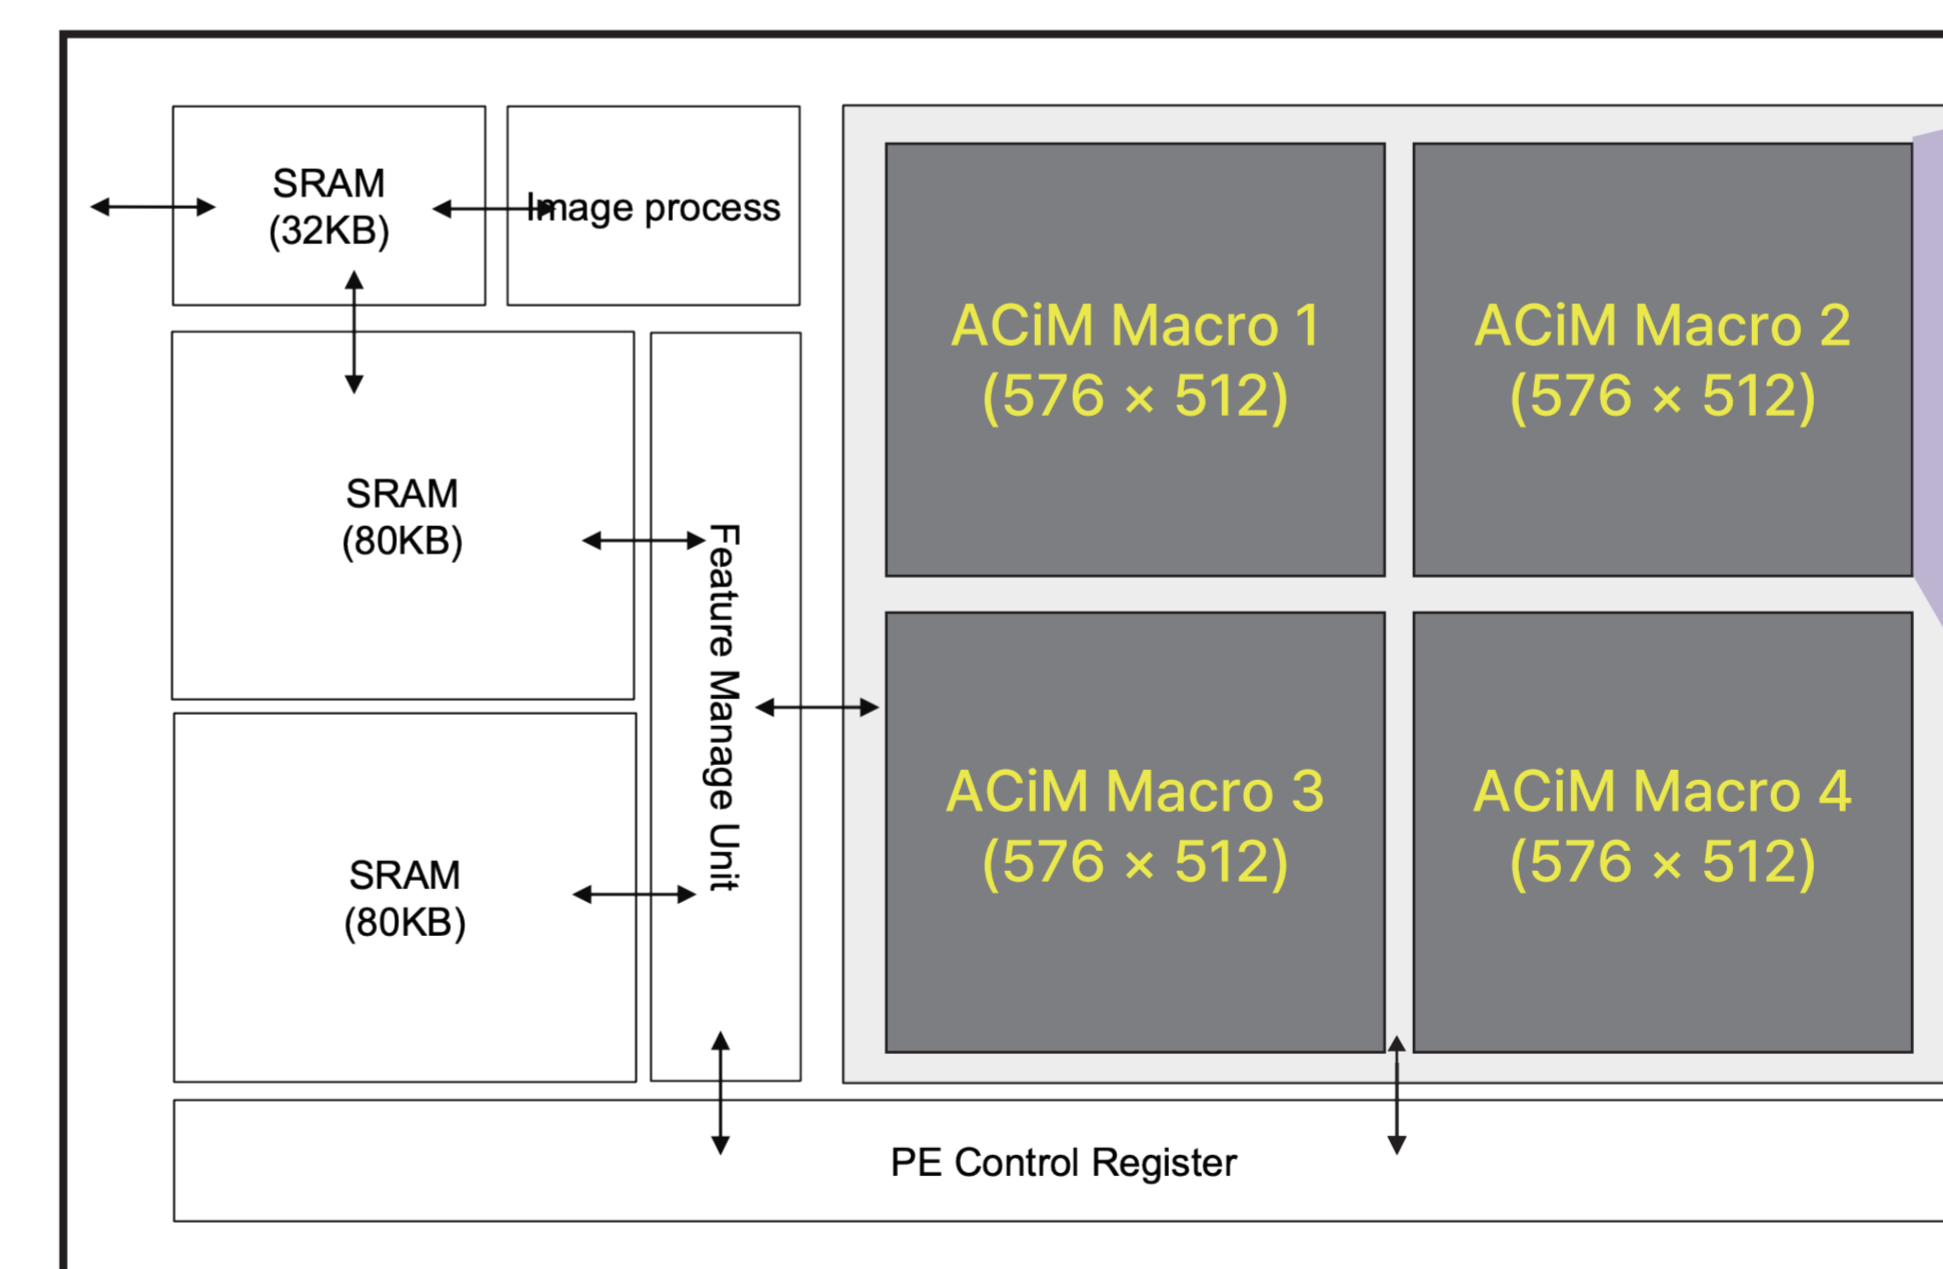 SRAM
(32KB)
Image process
SRAM
(80KB)
SRAM
(80KB)
Feature Manage Unit
ACiM Macro 1
(576 × 512)
ACiM Macro 2
(576 × 512)
ACiM Macro 3
(576 × 512)
ACiM Macro 4
(576 × 512)
PE Control Register